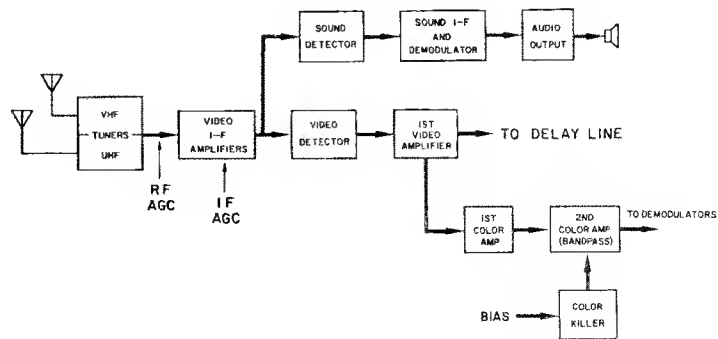 SOUND
DETECTOR
SOUND I-F
AND
DEMODULATOR
AUDIO
OUTPUT
VHF
TUNERS
UHF
VIDEO
I-F
AMPLIFIERS
VIDEO
DETECTOR
1ST
VIDEO
AMPLIFIER
TO DELAY LINE
RF
AGC
IF
AGC
1ST
COLOR
AMP
2ND
COLOR AMP
(BANDPASS)
TO DEMODULATORS
BIAS
COLOR
KILLER